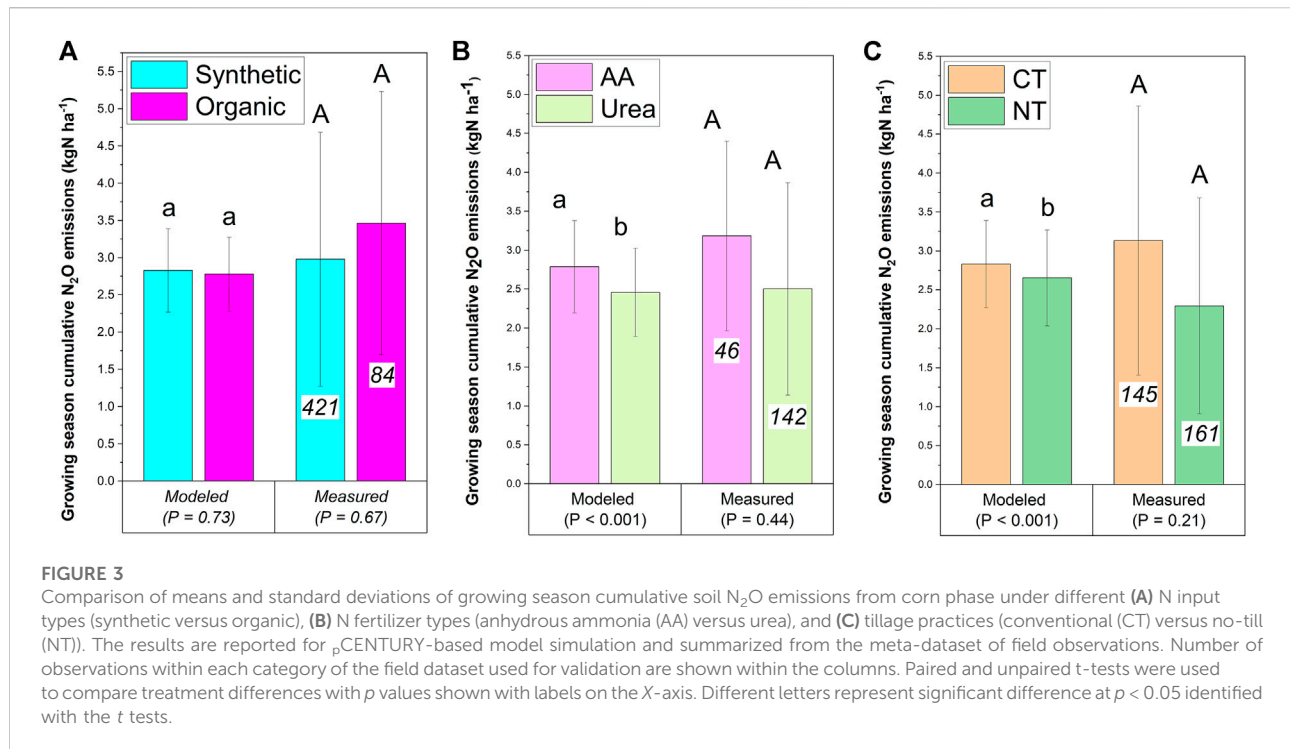 A
Synthetic
Organic
Growing season cumulative N₂O emissions (kgN ha⁻¹)
5.5
5.0
4.5
4.0
3.5
3.0
2.5
2.0
1.5
1.0
0.5
0.0
a
a
A
A
421
84
Modeled
(P = 0.73)
Measured
(P = 0.67)
B
AA
Urea
Growing season cumulative N₂O emissions (kgN ha⁻¹)
5.5
5.0
4.5
4.0
3.5
3.0
2.5
2.0
1.5
1.0
0.5
0.0
a
b
A
A
46
142
Modeled
(P < 0.001)
Measured
(P = 0.44)
C
CT
NT
Growing season cumulative N₂O emissions (kgN ha⁻¹)
5.5
5.0
4.5
4.0
3.5
3.0
2.5
2.0
1.5
1.0
0.5
0.0
a
b
A
A
145
161
Modeled
(P < 0.001)
Measured
(P = 0.21)
FIGURE 3
Comparison of means and standard deviations of growing season cumulative soil N₂O emissions from corn phase under different (A) N input
types (synthetic versus organic), (B) N fertilizer types (anhydrous ammonia (AA) versus urea), and (C) tillage practices (conventional (CT) versus no-till
(NT)). The results are reported for ₚCENTURY-based model simulation and summarized from the meta-dataset of field observations. Number of
observations within each category of the field dataset used for validation are shown within the columns. Paired and unpaired t-tests were used
to compare treatment differences with p values shown with labels on the X-axis. Different letters represent significant difference at p < 0.05 identified
with the t tests.